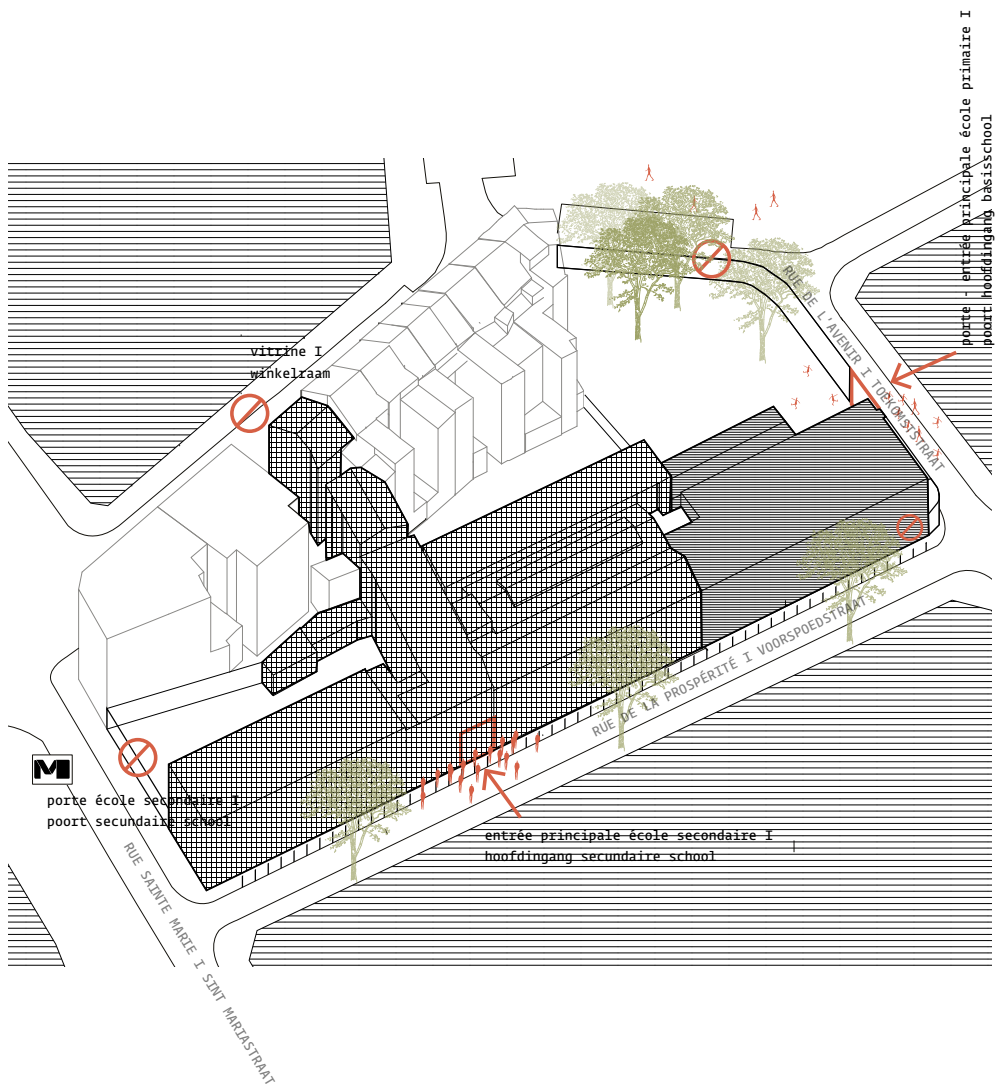 porte - entrée principale école primaire I
poort hoofdingang basisschool
RUE DE L'AVENIR I TOEKOMSTSTRAAT
vitrine I
winkelraam
RUE DE LA PROSPÉRITÉ I VOORSPOEDSTRAAT
M
porte école secondaire I
poort secundaire school
entrée principale école secondaire I
hoofdingang secundaire school
RUE SAINTE MARIE I SINT MARIASTRAAT